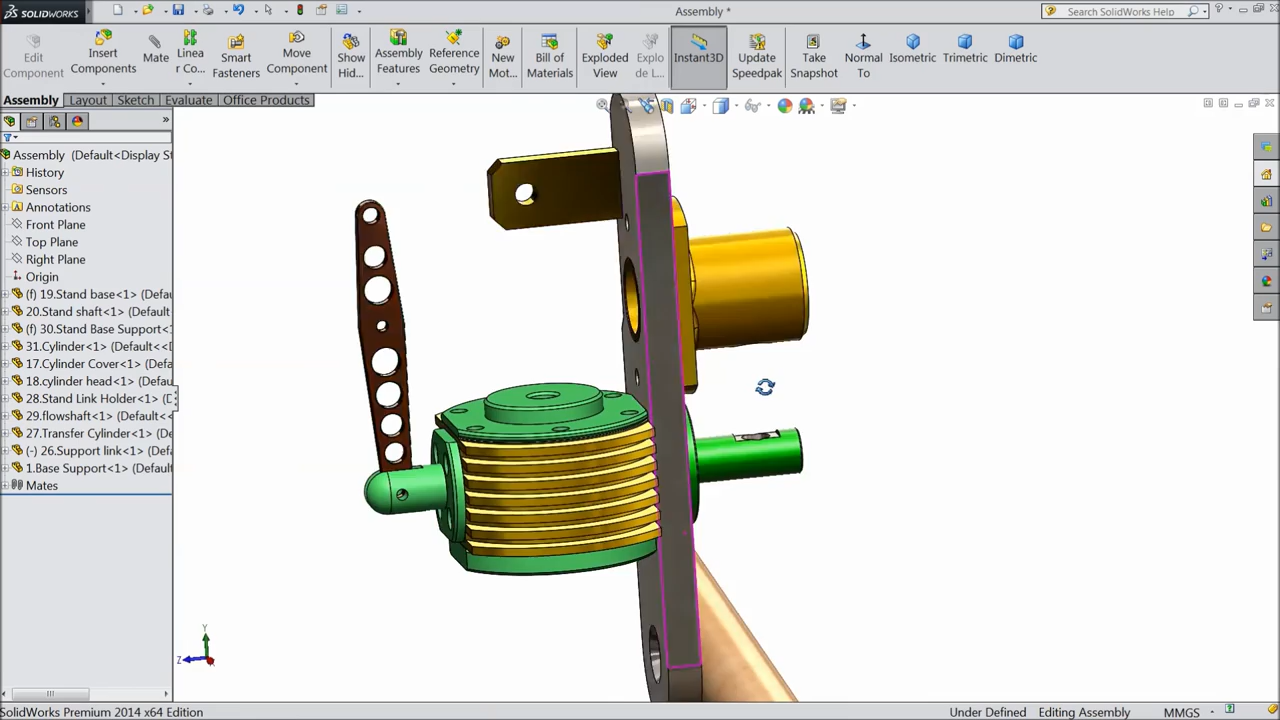 SOLIDWORKS
Assembly *
Search SolidWorks Help
Edit Component
Insert Components
Mate
Linea r Co...
Smart Fasteners
Move Component
Show Hid...
Assembly Features
Reference Geometry
New Mot...
Bill of Materials
Exploded View
Explo de L...
Instant3D
Update Speedpak
Take Snapshot
Normal To
Isometric
Trimetric
Dimetric
Assembly Layout Sketch Evaluate Office Products
Assembly (Default<Display St
History
Sensors
Annotations
Front Plane
Top Plane
Right Plane
Origin
(f) 19.Stand base<1> (Defau
20.Stand shaft<1> (Default
(f) 30.Stand Base Support<1
31.Cylinder<1> (Default<<D
17.Cylinder Cover<1> (Defa
18.cylinder head<1> (Defau
28.Stand Link Holder<1> (D
29.flowshaft<1> (Default<<
27.Transfer Cylinder<1> (De
(-) 26.Support link<1> (Defa
1.Base Support<1> (Default
Mates
Y
Z
SolidWorks Premium 2014 x64 Edition
Under Defined
Editing Assembly
MMGS